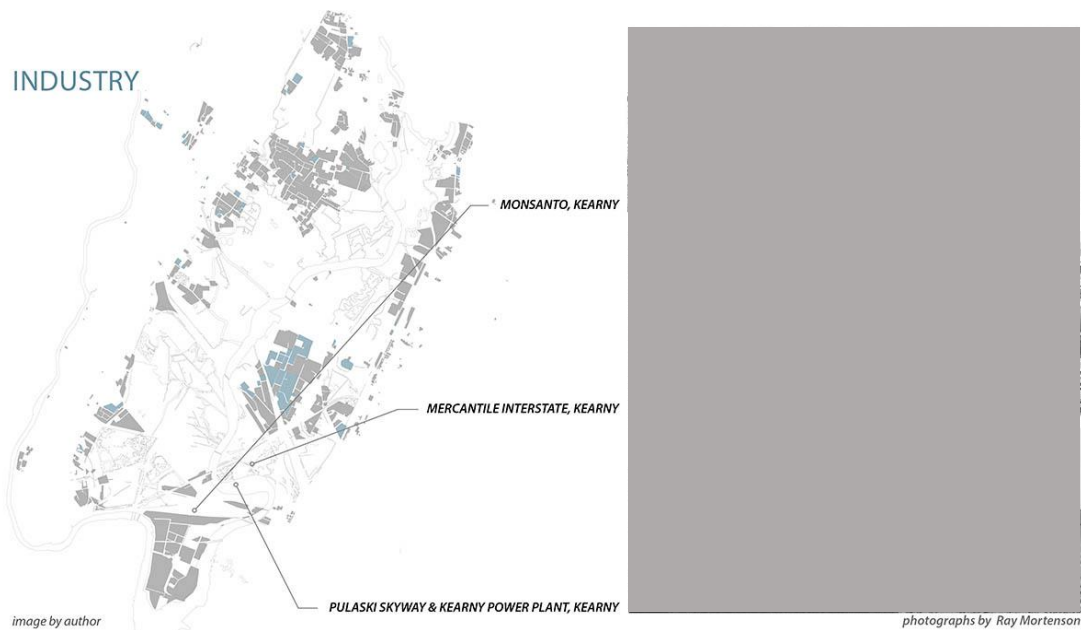 INDUSTRY
MONSANTO, KEARNY
MERCANTILE INTERSTATE, KEARNY
PULASKI SKYWAY & KEARNY POWER PLANT, KEARNY
image by author
photographs by Ray Mortenson